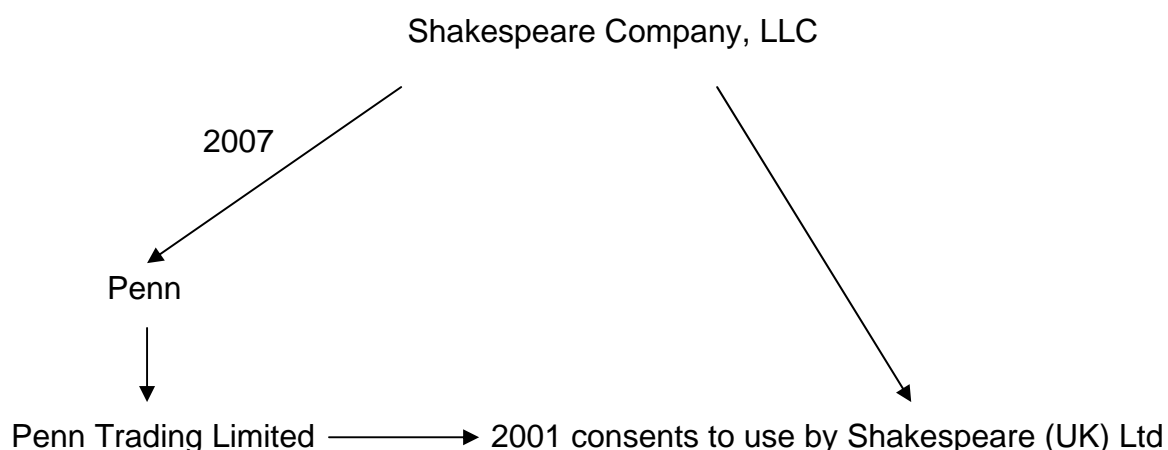 Shakespeare Company, LLC
2007
Penn
Penn Trading Limited
2001 consents to use by Shakespeare (UK) Ltd